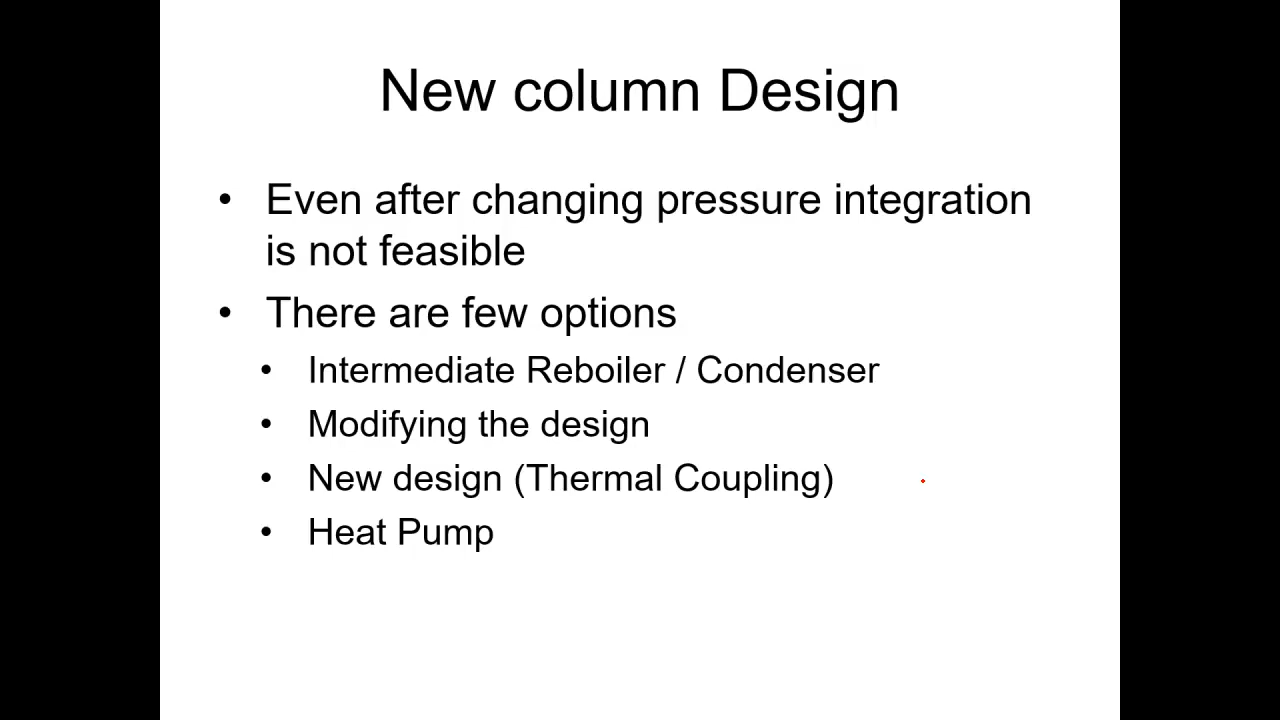 New column Design
• Even after changing pressure integration
is not feasible
• There are few options
• Intermediate Reboiler / Condenser
• Modifying the design
• New design (Thermal Coupling)
• Heat Pump